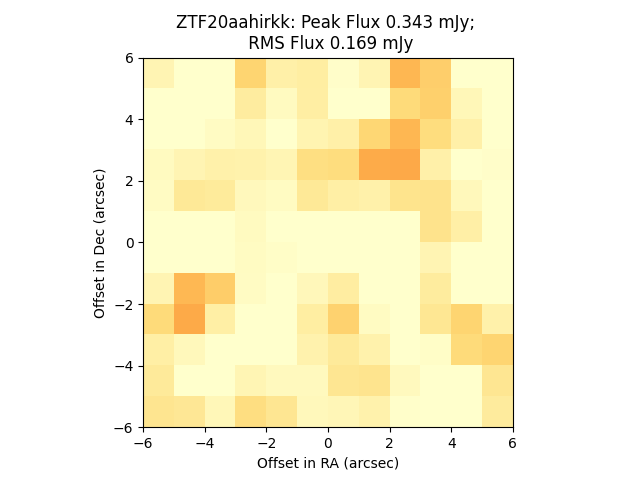 ZTF20aahirkk: Peak Flux 0.343 mJy;
RMS Flux 0.169 mJy
6
4
2
0
−2
−4
−6
Offset in Dec (arcsec)
−6 −4 −2 0 2 4 6
Offset in RA (arcsec)